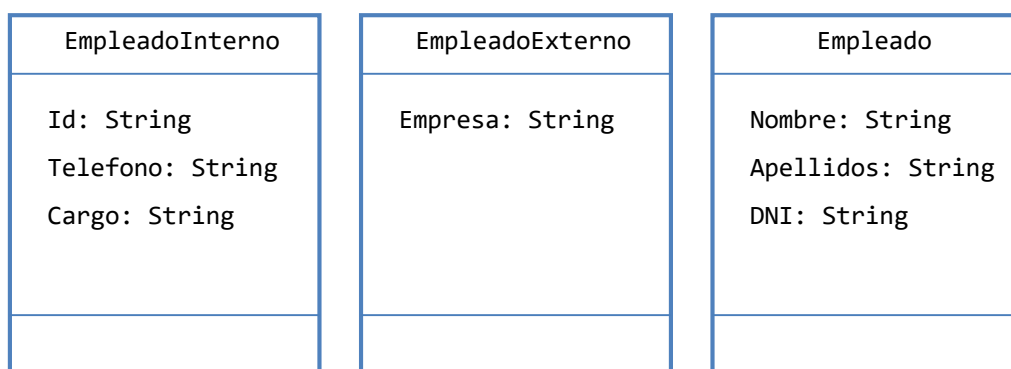 EmpleadoInterno
Id: String
Telefono: String
Cargo: String
EmpleadoExterno
Empresa: String
Empleado
Nombre: String
Apellidos: String
DNI: String